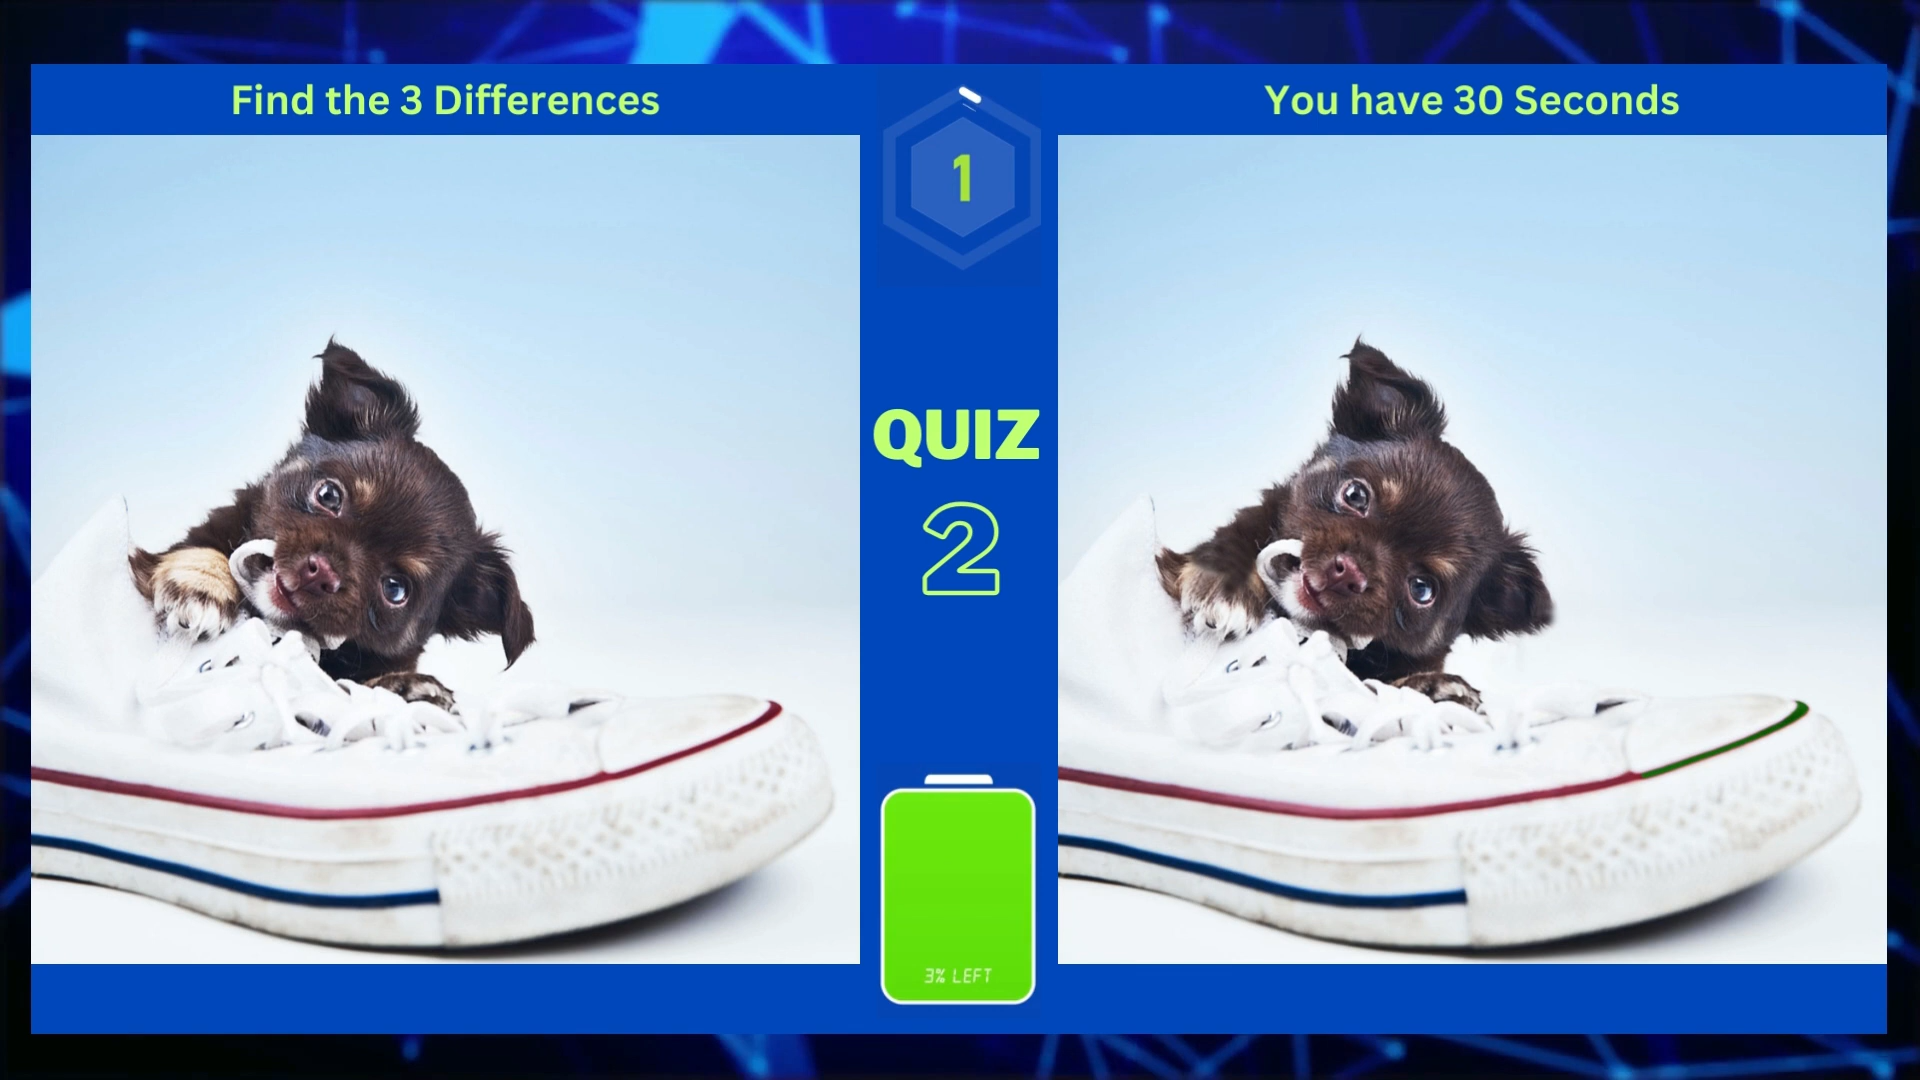 Find the 3 Differences
You have 30 Seconds
1
QUIZ
2
3% LEFT